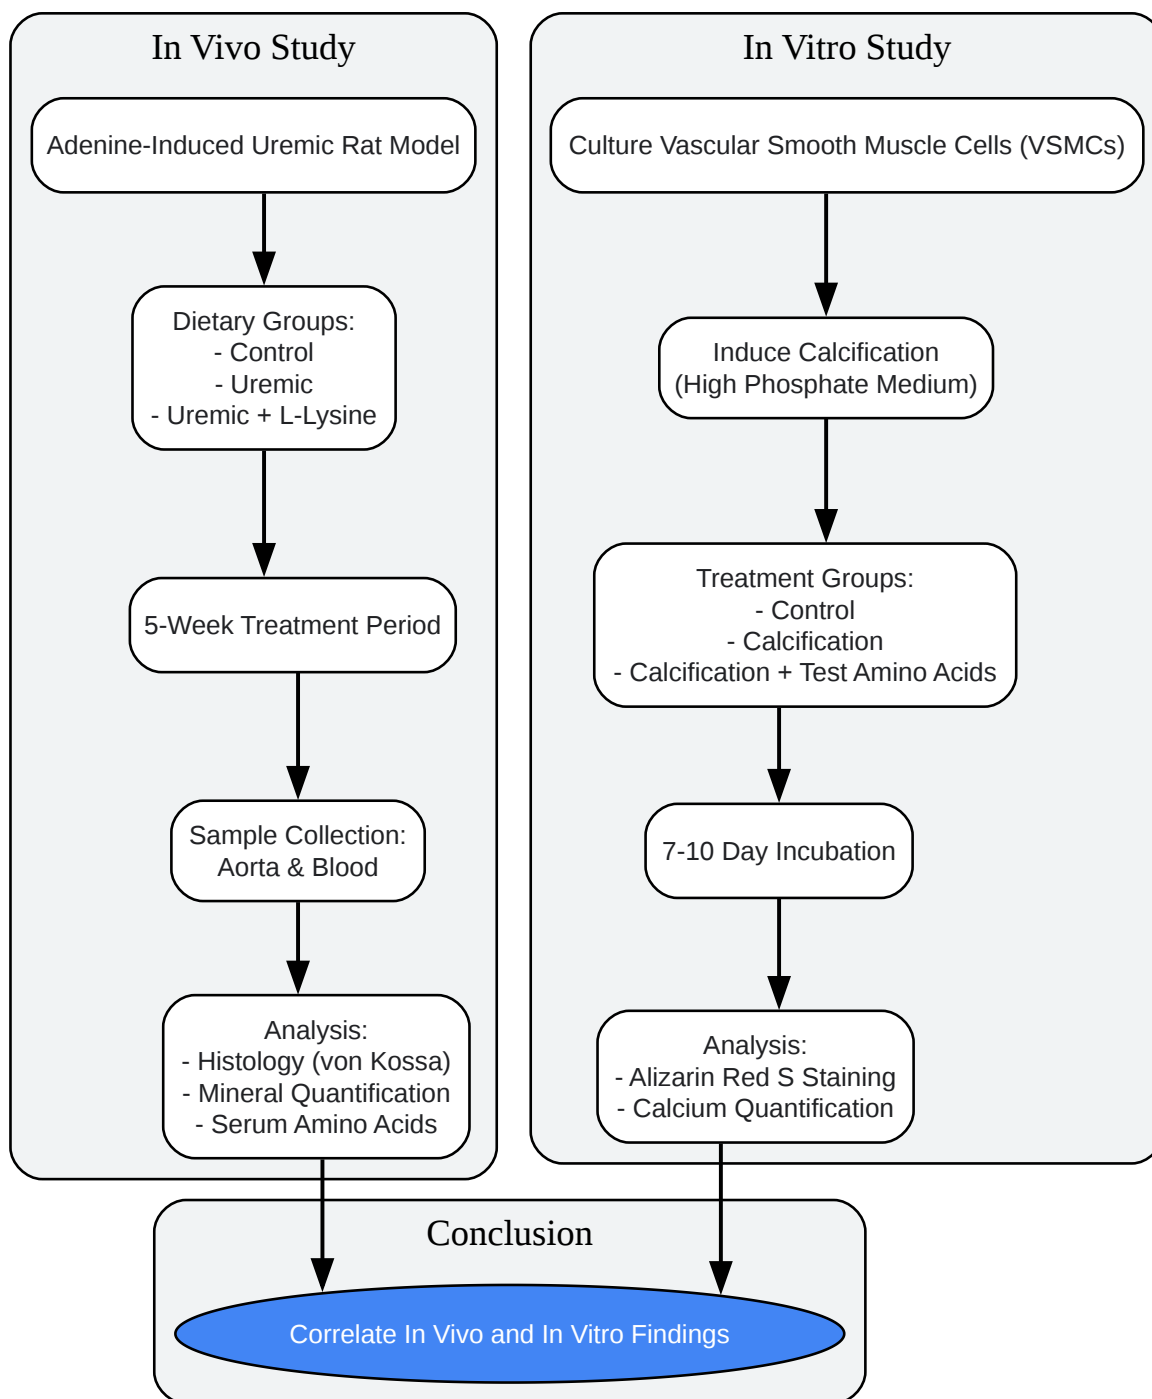 In Vivo Study
Adenine-Induced Uremic Rat Model
Dietary Groups:
- Control
- Uremic
- Uremic + L-Lysine
5-Week Treatment Period
Sample Collection:
Aorta & Blood
Analysis:
- Histology (von Kossa)
- Mineral Quantification
- Serum Amino Acids
In Vitro Study
Culture Vascular Smooth Muscle Cells (VSMCs)
Induce Calcification
(High Phosphate Medium)
Treatment Groups:
- Control
- Calcification
- Calcification + Test Amino Acids
7-10 Day Incubation
Analysis:
- Alizarin Red S Staining
- Calcium Quantification
Conclusion
Correlate In Vivo and In Vitro Findings